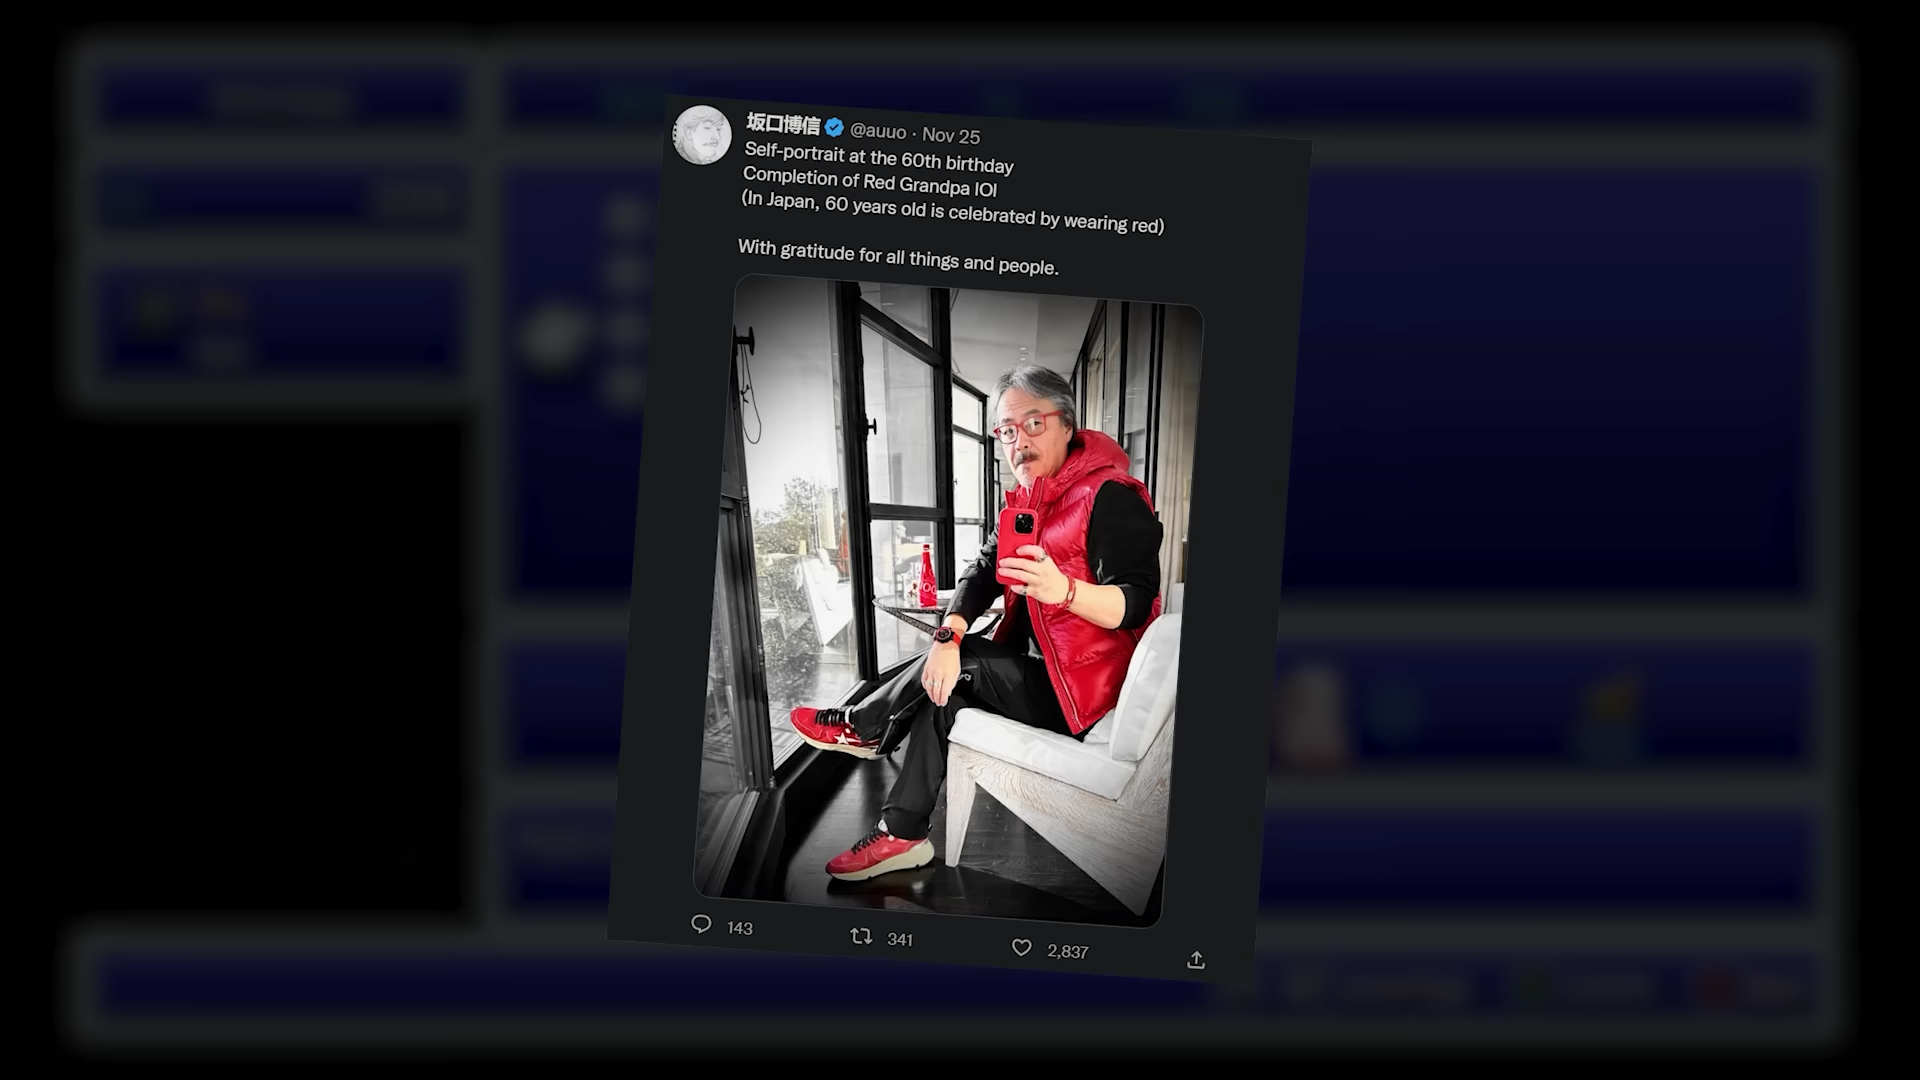 坂口博信 @auuo · Nov 25
Self-portrait at the 60th birthday
Completion of Red Grandpa lOl
(In Japan, 60 years old is celebrated by wearing red)
With gratitude for all things and people.
143 341 2,837